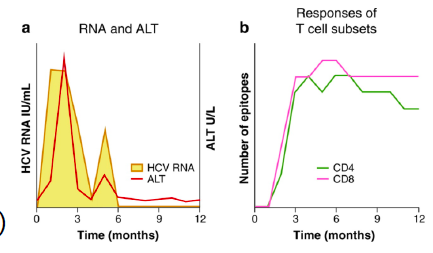 a RNA and ALT
HCV RNA IU/mL
ALT U/L
HCV RNA
ALT
0 3 6 9 12
Time (months)
b Responses of
T cell subsets
Number of epitopes
CD4
CD8
0 3 6 9 12
Time (months)
)